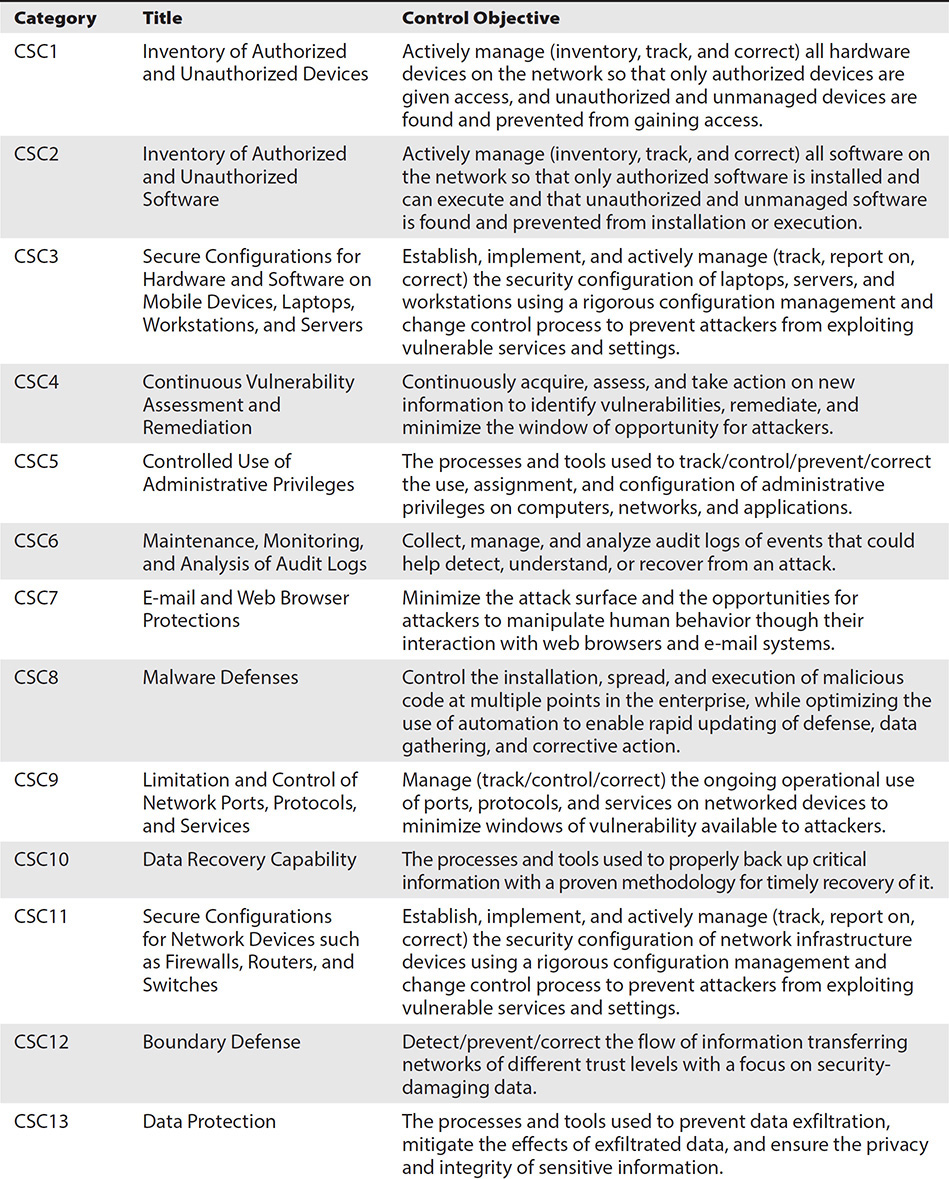 Category Title Control Objective
CSC1 Inventory of Authorized Actively manage (inventory, track, and correct) all hardware
and Unauthorized Devices devices on the network so that only authorized devices are
given access, and unauthorized and unmanaged devices are
found and prevented from gaining access.
CSC2 Inventory of Authorized Actively manage (inventory, track, and correct) all software on
and Unauthorized the network so that only authorized software is installed and
Software can execute and that unauthorized and unmanaged software
is found and prevented from installation or execution.
CSC3 Secure Configurations for Establish, implement, and actively manage (track, report on,
Hardware and Software on correct) the security configuration of laptops, servers, and
Mobile Devices, Laptops, workstations using a rigorous configuration management and
Workstations, and Servers change control process to prevent attackers from exploiting
vulnerable services and settings.
CSC4 Continuous Vulnerability Continuously acquire, assess, and take action on new
Assessment and information to identify vulnerabilities, remediate, and
Remediation minimize the window of opportunity for attackers.
CSC5 Controlled Use of The processes and tools used to track/control/prevent/correct
Administrative Privileges the use, assignment, and configuration of administrative
privileges on computers, networks, and applications.
CSC6 Maintenance, Monitoring, Collect, manage, and analyze audit logs of events that could
and Analysis of Audit Logs help detect, understand, or recover from an attack.
CSC7 E-mail and Web Browser Minimize the attack surface and the opportunities for
Protections attackers to manipulate human behavior though their
interaction with web browsers and e-mail systems.
CSC8 Malware Defenses Control the installation, spread, and execution of malicious
code at multiple points in the enterprise, while optimizing the
use of automation to enable rapid updating of defense, data
gathering, and corrective action.
CSC9 Limitation and Control of Manage (track/control/correct) the ongoing operational use
Network Ports, Protocols, of ports, protocols, and services on networked devices to
and Services minimize windows of vulnerability available to attackers.
CSC10 Data Recovery Capability The processes and tools used to properly back up critical
information with a proven methodology for timely recovery of it.
CSC11 Secure Configurations Establish, implement, and actively manage (track, report on,
for Network Devices such correct) the security configuration of network infrastructure
as Firewalls, Routers, and devices using a rigorous configuration management and
Switches change control process to prevent attackers from exploiting
vulnerable services and settings.
CSC12 Boundary Defense Detect/prevent/correct the flow of information transferring
networks of different trust levels with a focus on security-
damaging data.
CSC13 Data Protection The processes and tools used to prevent data exfiltration,
mitigate the effects of exfiltrated data, and ensure the privacy
and integrity of sensitive information.